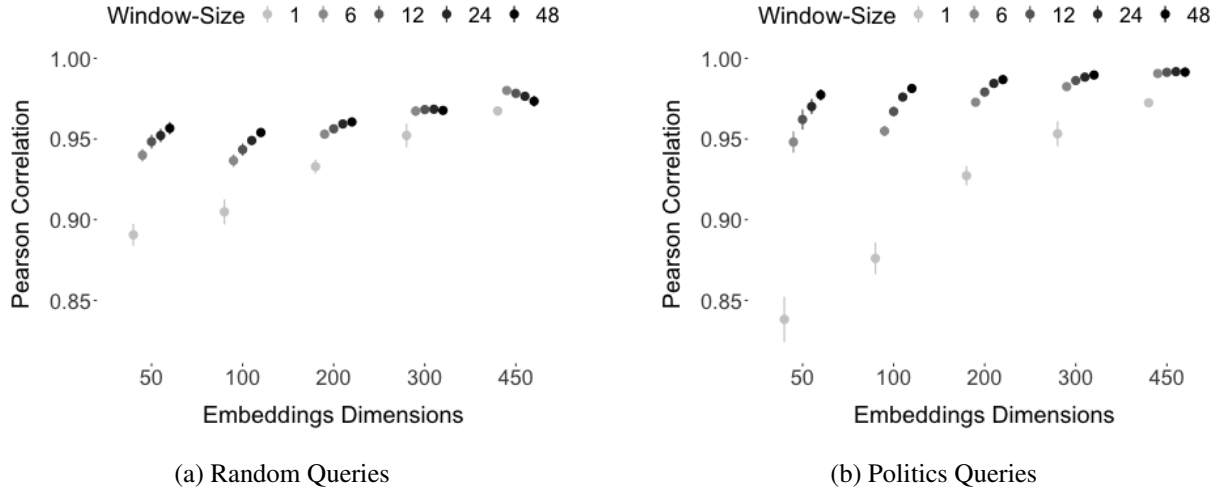 Window-Size 1 6 12 24 48
Pearson Correlation
1.00
0.95
0.90
0.85
50 100 200 300 450
Embeddings Dimensions
(a) Random Queries
Window-Size 1 6 12 24 48
Pearson Correlation
1.00
0.95
0.90
0.85
50 100 200 300 450
Embeddings Dimensions
(b) Politics Queries